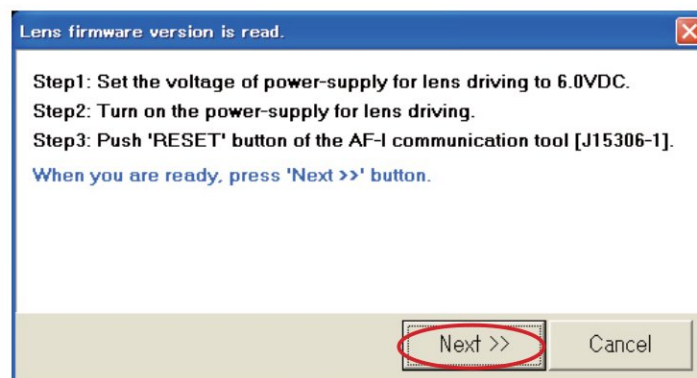 Lens firmware version is read.
Step1: Set the voltage of power-supply for lens driving to 6.0VDC.
Step2: Turn on the power-supply for lens driving.
Step3: Push 'RESET' button of the AF-I communication tool [J15306-1].
When you are ready, press 'Next >>' button.
Next >>
Cancel